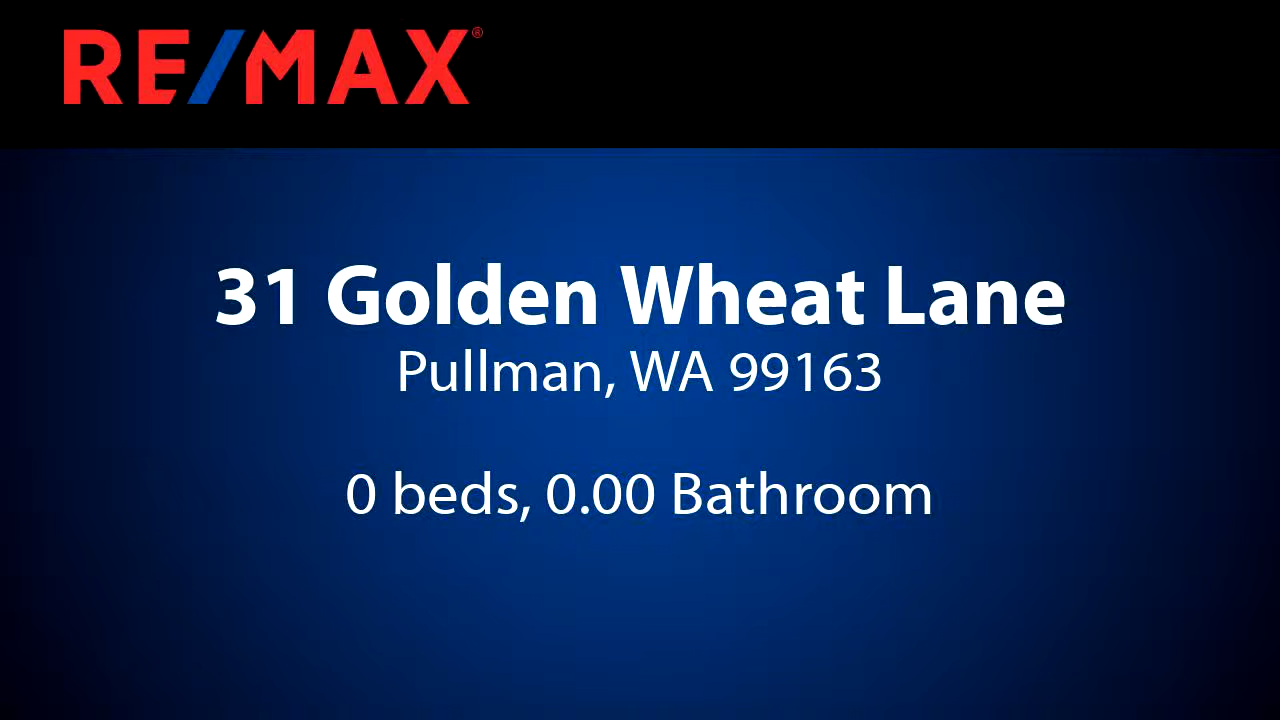 RE/MAX®
31 Golden Wheat Lane
Pullman, WA 99163
0 beds, 0.00 Bathroom